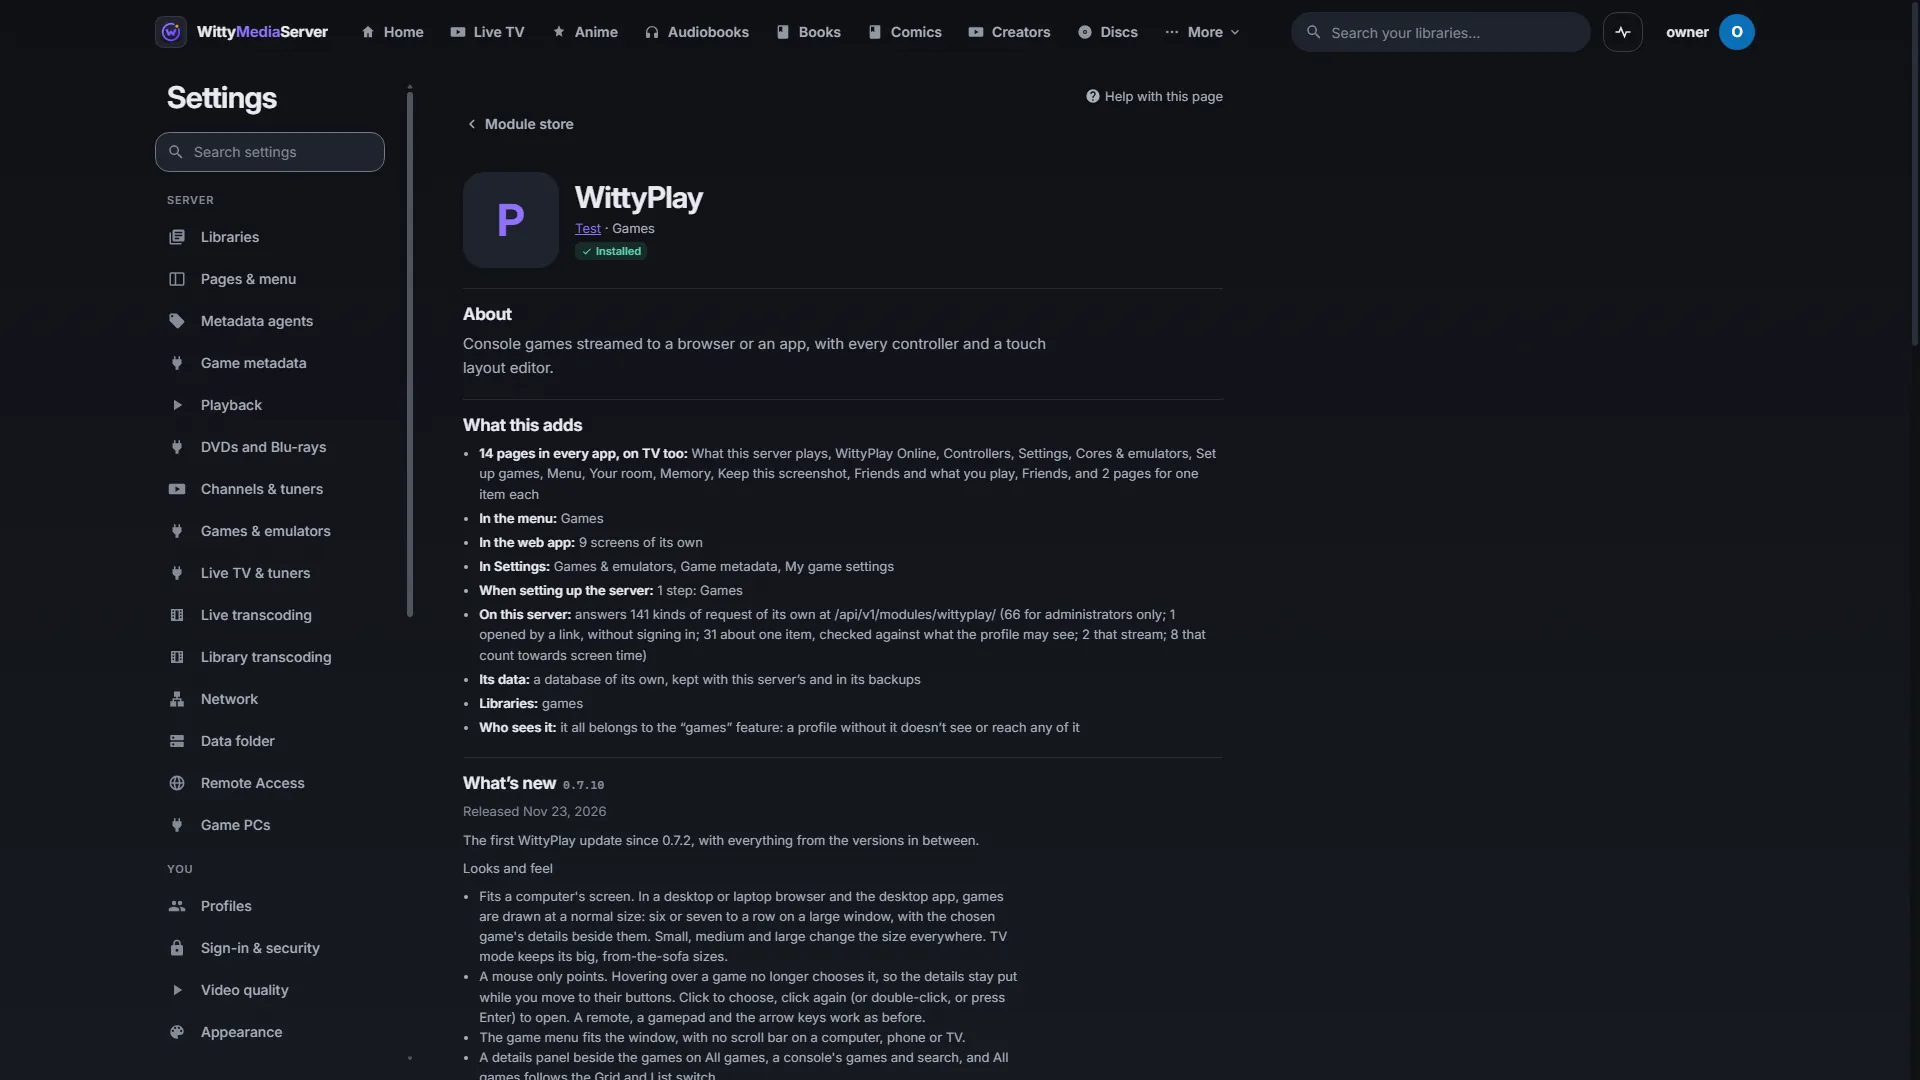 WittyMediaServer
Home
Live TV
Anime
Audiobooks
Books
Comics
Creators
Discs
More
Search your libraries...
owner
O
Settings
Search settings
SERVER
Libraries
Pages & menu
Metadata agents
Game metadata
Playback
DVDs and Blu-rays
Channels & tuners
Games & emulators
Live TV & tuners
Live transcoding
Library transcoding
Network
Data folder
Remote Access
Game PCs
YOU
Profiles
Sign-in & security
Video quality
Appearance
Help with this page
Module store
P
WittyPlay
Test · Games
Installed
About
Console games streamed to a browser or an app, with every controller and a touch
layout editor.
What this adds
14 pages in every app, on TV too: What this server plays, WittyPlay Online, Controllers, Settings, Cores & emulators, Set
up games, Menu, Your room, Memory, Keep this screenshot, Friends and what you play, Friends, and 2 pages for one
item each
In the menu: Games
In the web app: 9 screens of its own
In Settings: Games & emulators, Game metadata, My game settings
When setting up the server: 1 step: Games
On this server: answers 141 kinds of request of its own at /api/v1/modules/wittyplay/ (66 for administrators only; 1
opened by a link, without signing in; 31 about one item, checked against what the profile may see; 2 that stream; 8 that
count towards screen time)
Its data: a database of its own, kept with this server’s and in its backups
Libraries: games
Who sees it: it all belongs to the “games” feature: a profile without it doesn’t see or reach any of it
What’s new 0.7.10
Released Nov 23, 2026
The first WittyPlay update since 0.7.2, with everything from the versions in between.
Looks and feel
Fits a computer's screen. In a desktop or laptop browser and the desktop app, games
are drawn at a normal size: six or seven to a row on a large window, with the chosen
game's details beside them. Small, medium and large change the size everywhere. TV
mode keeps its big, from-the-sofa sizes.
A mouse only points. Hovering over a game no longer chooses it, so the details stay put
while you move to their buttons. Click to choose, click again (or double-click, or press
Enter) to open. A remote, a gamepad and the arrow keys work as before.
The game menu fits the window, with no scroll bar on a computer, phone or TV.
A details panel beside the games on All games, a console's games and search, and All
games follows the Grid and List switch.